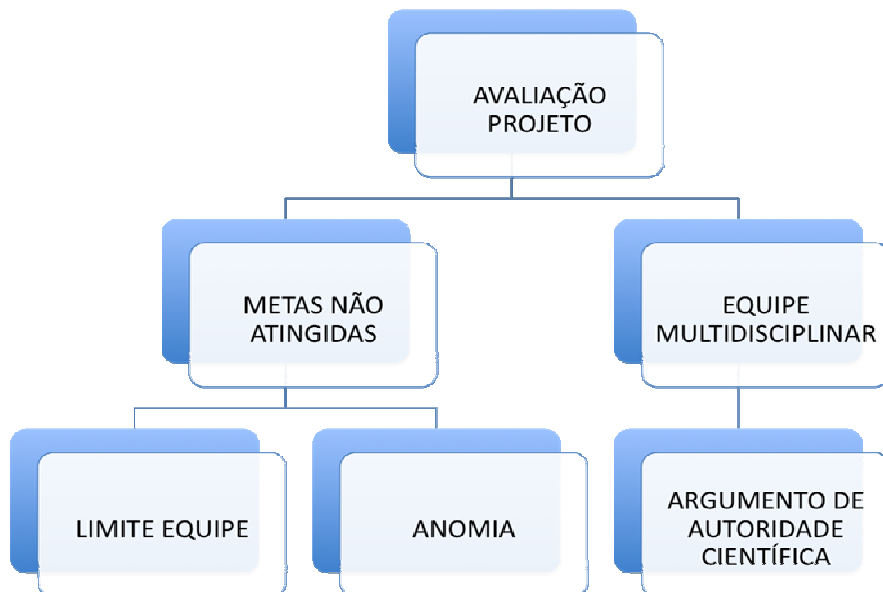 AVALIAÇÃO
PROJETO
METAS NÃO
ATINGIDAS
EQUIPE
MULTIDISCIPLINAR
LIMITE EQUIPE
ANOMIA
ARGUMENTO DE
AUTORIDADE
CIENTÍFICA